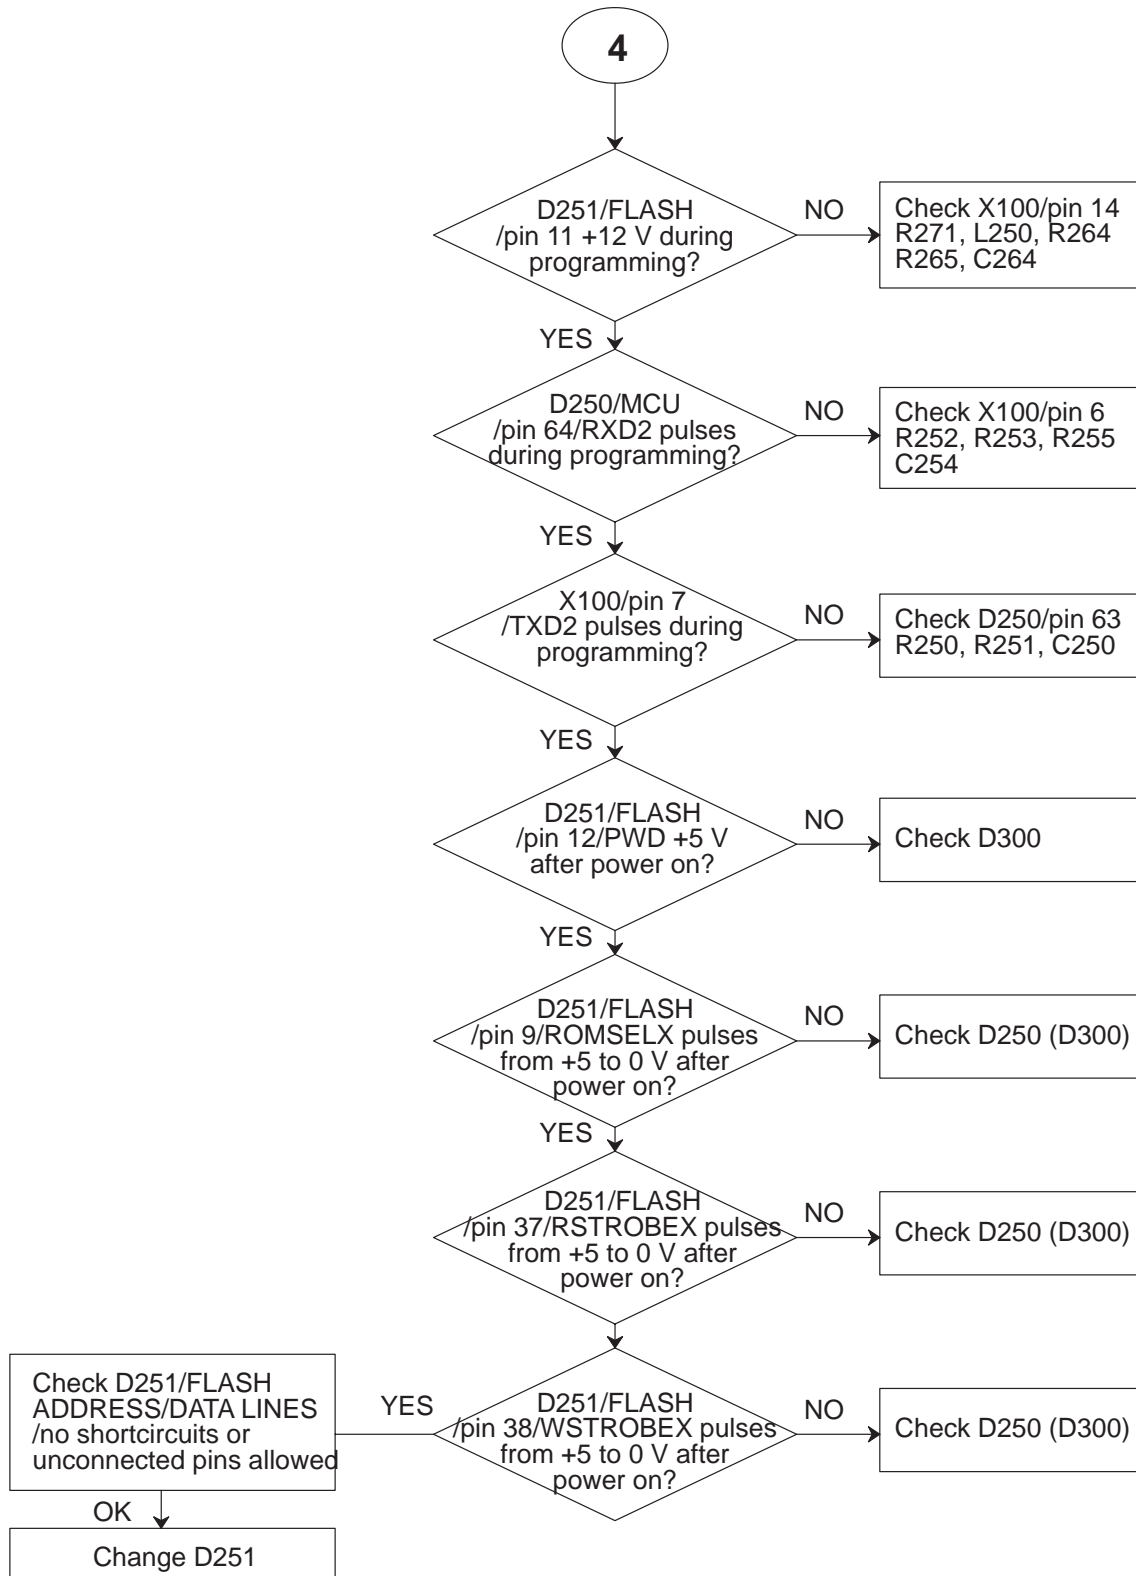 4
D251/FLASH
/pin 11 +12 V during
programming?
NO
Check X100/pin 14
R271, L250, R264
R265, C264
YES
D250/MCU
/pin 64/RXD2 pulses
during programming?
NO
Check X100/pin 6
R252, R253, R255
C254
YES
X100/pin 7
/TXD2 pulses during
programming?
NO
Check D250/pin 63
R250, R251, C250
YES
D251/FLASH
/pin 12/PWD +5 V
after power on?
NO
Check D300
YES
D251/FLASH
/pin 9/ROMSELX pulses
from +5 to 0 V after
power on?
NO
Check D250 (D300)
YES
D251/FLASH
/pin 37/RSTROBEX pulses
from +5 to 0 V after
power on?
NO
Check D250 (D300)
D251/FLASH
/pin 38/WSTROBEX pulses
from +5 to 0 V after
power on?
NO
Check D250 (D300)
YES
Check D251/FLASH
ADDRESS/DATA LINES
/no shortcircuits or
unconnected pins allowed
OK
Change D251